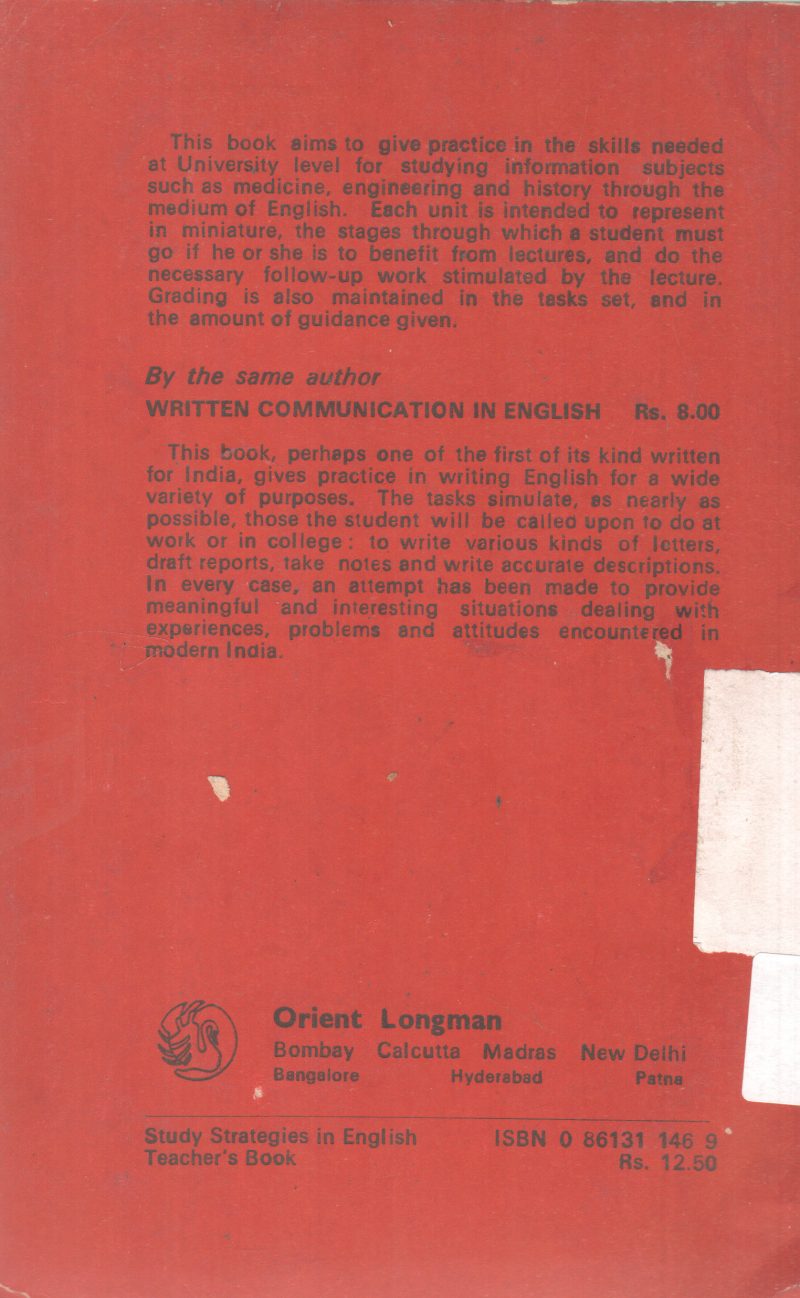 This book aims to give practice in the skills needed
at University level for studying information subjects
such as medicine, engineering and history through the
medium of English. Each unit is intended to represent
in miniature, the stages through which a student must
go if he or she is to benefit from lectures, and do the
necessary follow-up work stimulated by the lecture.
Grading is also maintained in the tasks set, and in
the amount of guidance given.
By the same author
WRITTEN COMMUNICATION IN ENGLISH Rs. 8.00
This book, perhaps one of the first of its kind written
for India, gives practice in writing English for a wide
variety of purposes. The tasks simulate, as nearly as
possible, those the student will be called upon to do at
work or in college : to write various kinds of letters,
draft reports, take notes and write accurate descriptions.
In every case, an attempt has been made to provide
meaningful and interesting situations dealing with
experiences, problems and attitudes encountered in
modern India.
Orient Longman
Bombay Calcutta Madras New Delhi
Bangalore Hyderabad Patna
Study Strategies in English ISBN 0 86131 146 9
Teacher's Book Rs. 12.50